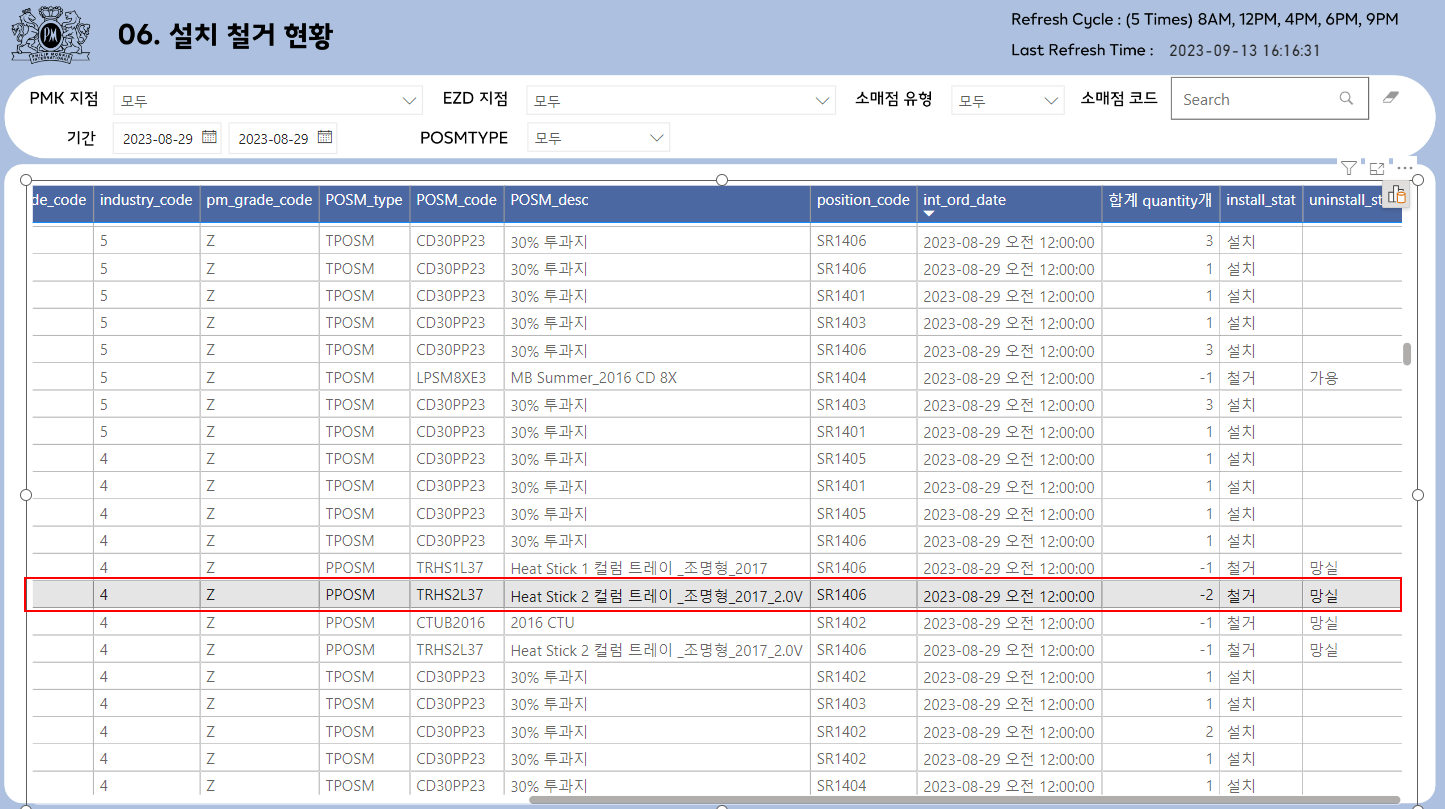 PM
PHILIP MORRIS
INTERNATIONAL
06. 설치 철거 현황
Refresh Cycle : (5 Times) 8AM, 12PM, 4PM, 6PM, 9PM
Last Refresh Time : 2023-09-13 16:16:31
PMK 지점 모두 EZD 지점 모두 소매점 유형 모두 소매점 코드 Search
기간 2023-08-29 2023-08-29 POSMTYPE 모두
de_code industry_code pm_grade_code POSM_type POSM_code POSM_desc position_code int_ord_date 합계 quantity개 install_stat uninstall_st
5 Z TPOSM CD30PP23 30% 투과지 SR1406 2023-08-29 오전 12:00:00 3 설치
5 Z TPOSM CD30PP23 30% 투과지 SR1406 2023-08-29 오전 12:00:00 1 설치
5 Z TPOSM CD30PP23 30% 투과지 SR1401 2023-08-29 오전 12:00:00 1 설치
5 Z TPOSM CD30PP23 30% 투과지 SR1403 2023-08-29 오전 12:00:00 1 설치
5 Z TPOSM CD30PP23 30% 투과지 SR1406 2023-08-29 오전 12:00:00 3 설치
5 Z TPOSM LPSM8XE3 MB Summer_2016 CD 8X SR1404 2023-08-29 오전 12:00:00 -1 철거 가용
5 Z TPOSM CD30PP23 30% 투과지 SR1403 2023-08-29 오전 12:00:00 3 설치
5 Z TPOSM CD30PP23 30% 투과지 SR1401 2023-08-29 오전 12:00:00 1 설치
4 Z TPOSM CD30PP23 30% 투과지 SR1405 2023-08-29 오전 12:00:00 1 설치
4 Z TPOSM CD30PP23 30% 투과지 SR1401 2023-08-29 오전 12:00:00 1 설치
4 Z TPOSM CD30PP23 30% 투과지 SR1405 2023-08-29 오전 12:00:00 1 설치
4 Z TPOSM CD30PP23 30% 투과지 SR1406 2023-08-29 오전 12:00:00 1 설치
4 Z PPOSM TRHS1L37 Heat Stick 1 컬럼 트레이 _조명형_2017 SR1406 2023-08-29 오전 12:00:00 -1 철거 망실
4 Z PPOSM TRHS2L37 Heat Stick 2 컬럼 트레이 _조명형_2017_2.0V SR1406 2023-08-29 오전 12:00:00 -2 철거 망실
4 Z PPOSM CTUB2016 2016 CTU SR1402 2023-08-29 오전 12:00:00 -1 철거 망실
4 Z PPOSM TRHS2L37 Heat Stick 2 컬럼 트레이 _조명형_2017_2.0V SR1406 2023-08-29 오전 12:00:00 -1 철거 망실
4 Z TPOSM CD30PP23 30% 투과지 SR1402 2023-08-29 오전 12:00:00 1 설치
4 Z TPOSM CD30PP23 30% 투과지 SR1403 2023-08-29 오전 12:00:00 1 설치
4 Z TPOSM CD30PP23 30% 투과지 SR1402 2023-08-29 오전 12:00:00 2 설치
4 Z TPOSM CD30PP23 30% 투과지 SR1402 2023-08-29 오전 12:00:00 1 설치
4 Z TPOSM CD30PP23 30% 투과지 SR1404 2023-08-29 오전 12:00:00 1 설치